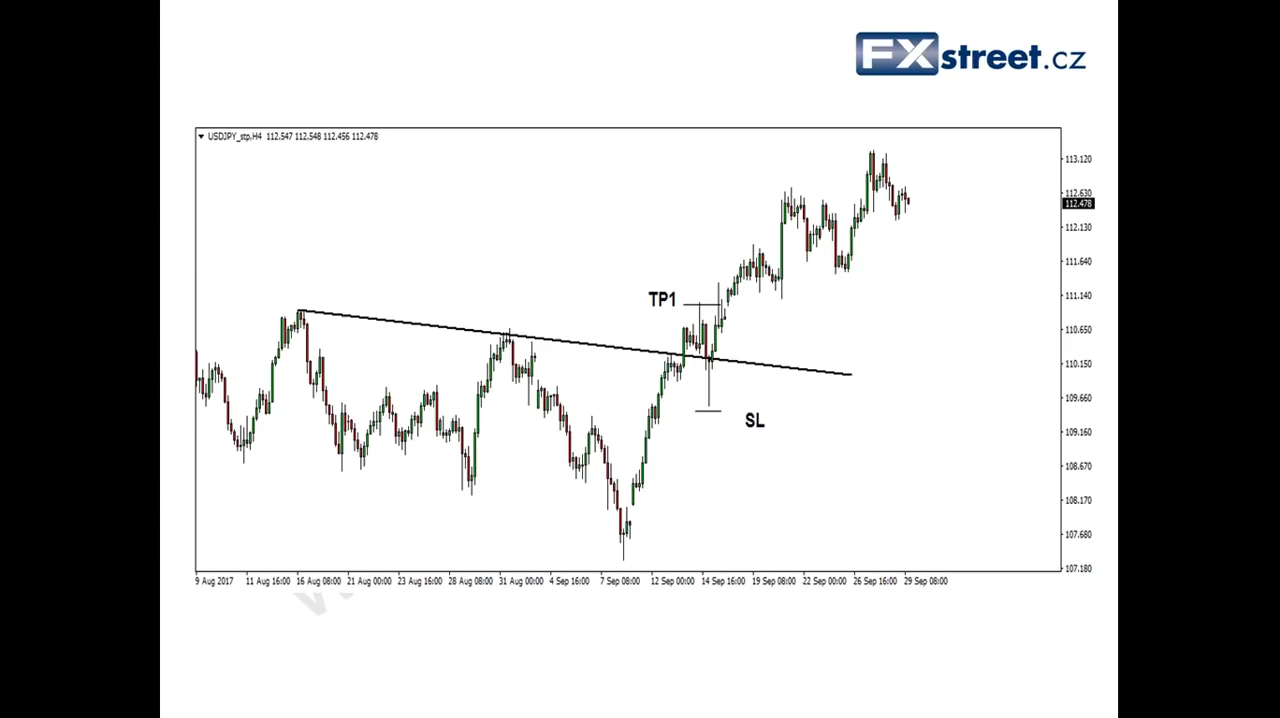 FXstreet.cz
USDJPY_stp,H4 112.547 112.548 112.456 112.478
113.120
112.630
112.478
112.130
111.640
111.140
TP1
110.650
110.150
109.660
SL
109.160
108.670
108.170
107.680
107.180
9 Aug 2017 11 Aug 16:00 16 Aug 08:00 21 Aug 00:00 23 Aug 16:00 28 Aug 08:00 31 Aug 00:00 4 Sep 16:00 7 Sep 08:00 12 Sep 00:00 14 Sep 16:00 19 Sep 08:00 22 Sep 00:00 26 Sep 16:00 29 Sep 08:00